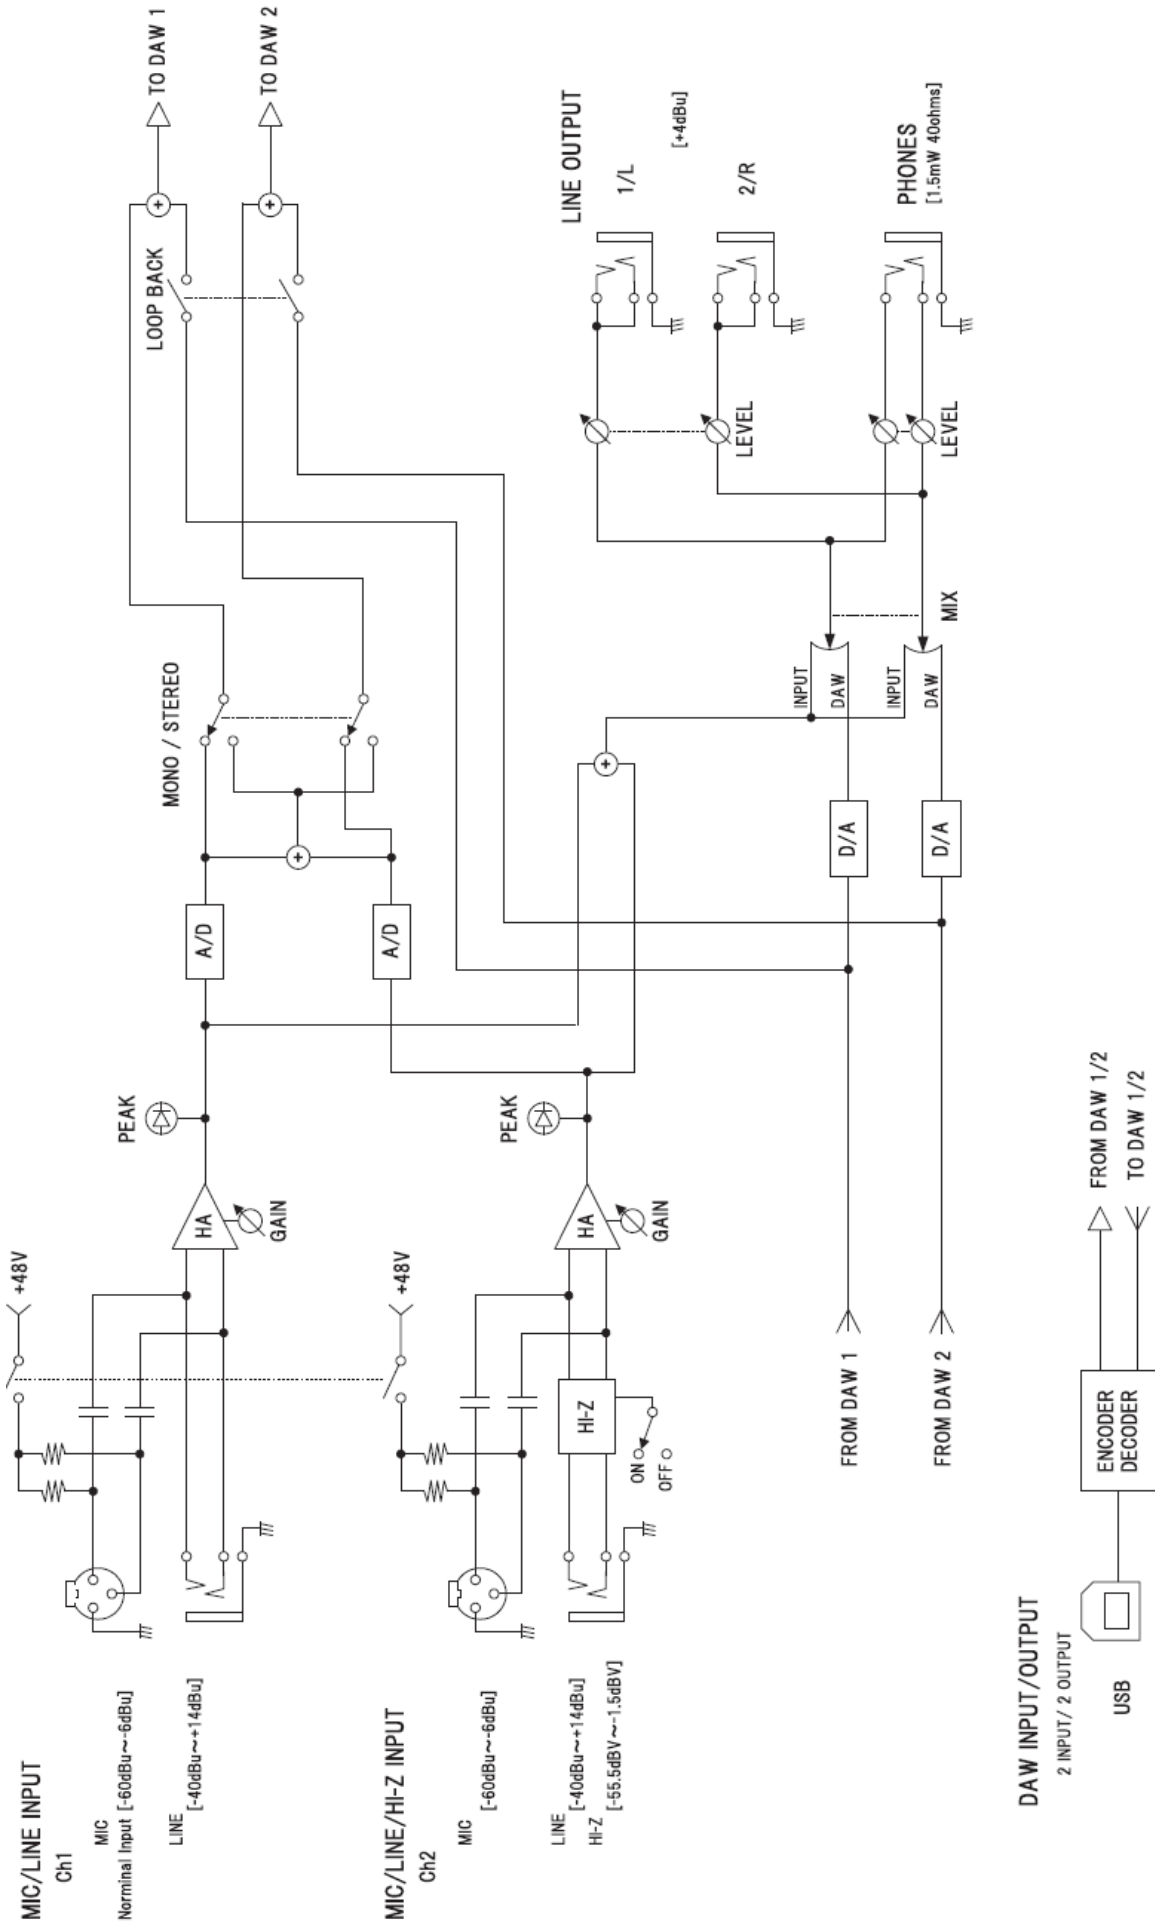 MIC/LINE INPUT
Ch1
MIC
Norminal Input [-60dBu～-6dBu]
LINE
[-40dBu～+14dBu]
+48V
HA
GAIN
PEAK
A/D
MONO / STEREO
LOOP BACK
TO DAW 1
TO DAW 2
MIC/LINE/HI-Z INPUT
Ch2
MIC
[-60dBu～-6dBu]
LINE [-40dBu～+14dBu]
HI-Z [-55.5dBV～-1.5dBV]
+48V
HI-Z
ON
OFF
HA
GAIN
PEAK
A/D
LINE OUTPUT
1/L
[+4dBu]
2/R
LEVEL
PHONES
[1.5mW 40ohms]
LEVEL
MIX
INPUT
DAW
INPUT
DAW
D/A
D/A
FROM DAW 1
FROM DAW 2
DAW INPUT/OUTPUT
2 INPUT/ 2 OUTPUT
USB
ENCODER
DECODER
FROM DAW 1/2
TO DAW 1/2